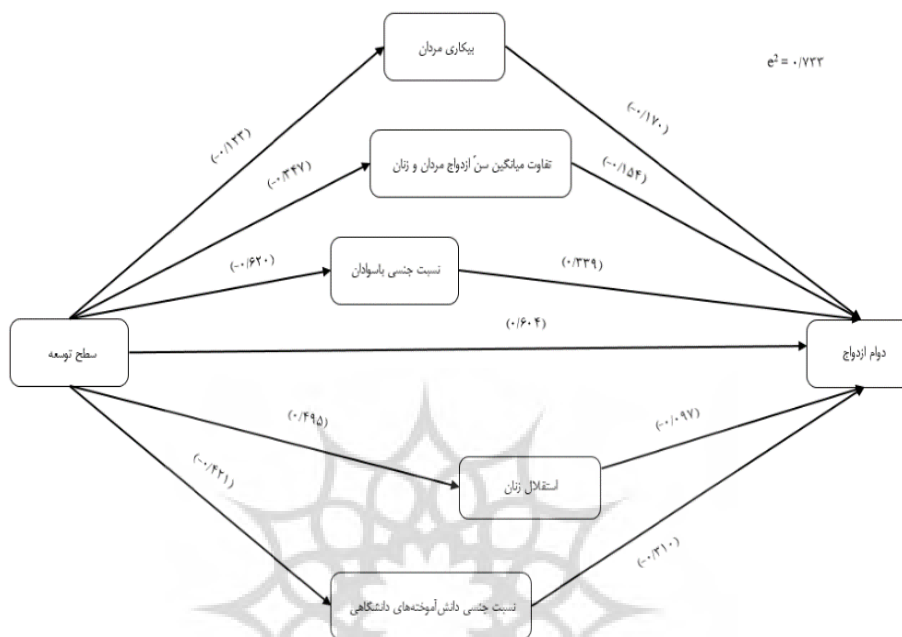 بیکاری مردان
e² = ۰/۷۳۳
(-۰/۱۲۳)
(-۰/۱۷۰)
تفاوت میانگین سنّ ازدواج مردان و زنان
(-۰/۳۴۷)
(-۰/۱۵۴)
نسبت جنسی باسوادان
(-۰/۶۲۰)
(۰/۳۳۹)
(۰/۶۰۴)
سطح توسعه
دوام ازدواج
(۰/۴۹۵)
(-۰/۰۹۷)
(-۰/۴۲۱)
استقلال زنان
(-۰/۳۱۰)
نسبت جنسی دانش‌آموخته‌های دانشگاهی